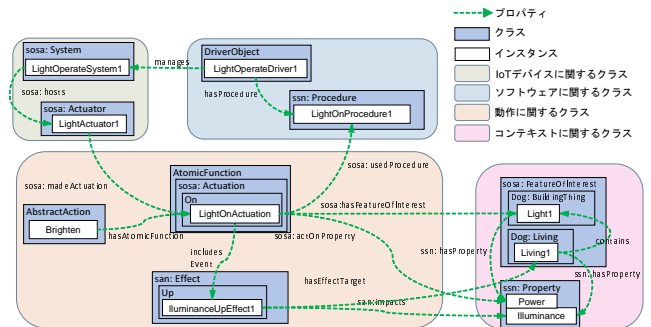 プロパティ
クラス
インスタンス
IoTデバイスに関するクラス
ソフトウェアに関するクラス
動作に関するクラス
コンテキストに関するクラス
sosa: System
LightOperateSystem1
sosa: hosts
sosa: Actuator
LightActuator1
manages
DriverObject
LightOperateDriver1
hasProcedure
ssn: Procedure
LightOnProcedure1
sosa: madeActuation
sosa: usedProcedure
AtomicFunction
sosa: Actuation
On
LightOnActuation
AbstractAction
Brighten
hasAtomicFunction
sosa:hasFeatureOfInterest
sosa: actOnProperty
includes
Event
san: Effect
Up
IlluminanceUpEffect1
hasEffectTarget
san:impacts
sosa: FeatureOfInterest
Dog: BuildingThing
Light1
Dog: Living
Living1
contains
ssn: hasProperty
ssn:hasProperty
ssn: Property
Power
Illuminance